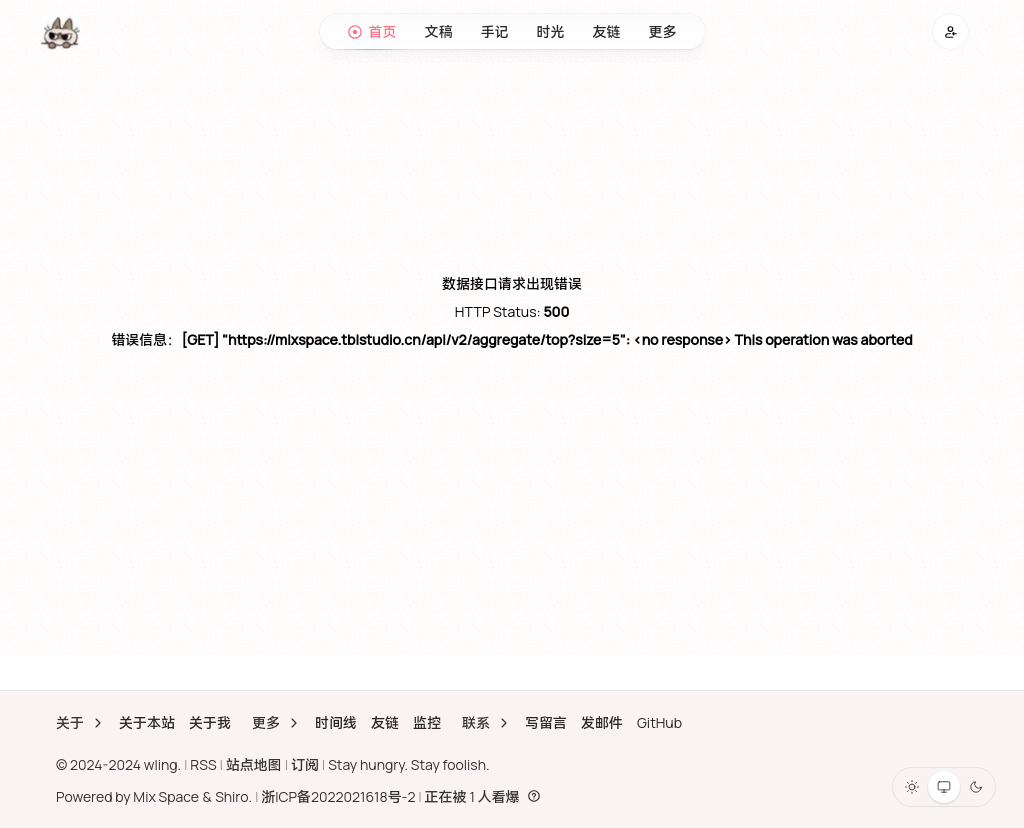 首页 文稿 手记 时光 友链 更多
数据接口请求出现错误
HTTP Status: 500
错误信息： [GET] "https://mixspace.tbistudio.cn/api/v2/aggregate/top?size=5": <no response> This operation was aborted
关于 > 关于本站 关于我 更多 > 时间线 友链 监控 联系 > 写留言 发邮件 GitHub
© 2024-2024 wling. | RSS | 站点地图 | 订阅 | Stay hungry. Stay foolish.
Powered by Mix Space & Shiro. | 浙ICP备2022021618号-2 | 正在被 1 人看爆